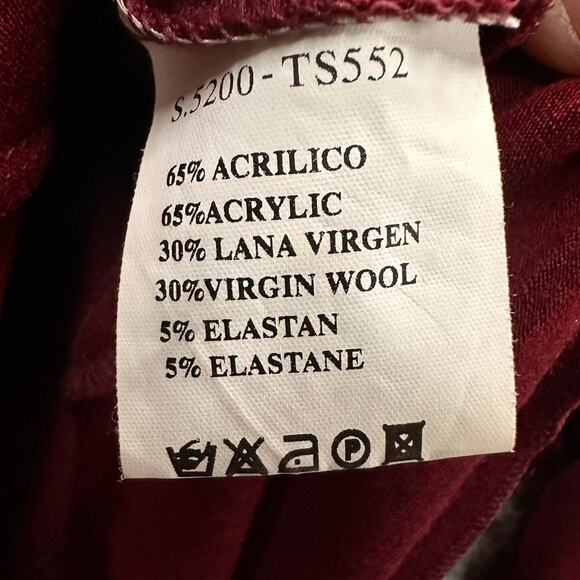 S.5200-TS552
65% ACRILICO
65%ACRYLIC
30% LANA VIRGEN
30%VIRGIN WOOL
5% ELASTAN
5% ELASTANE
P